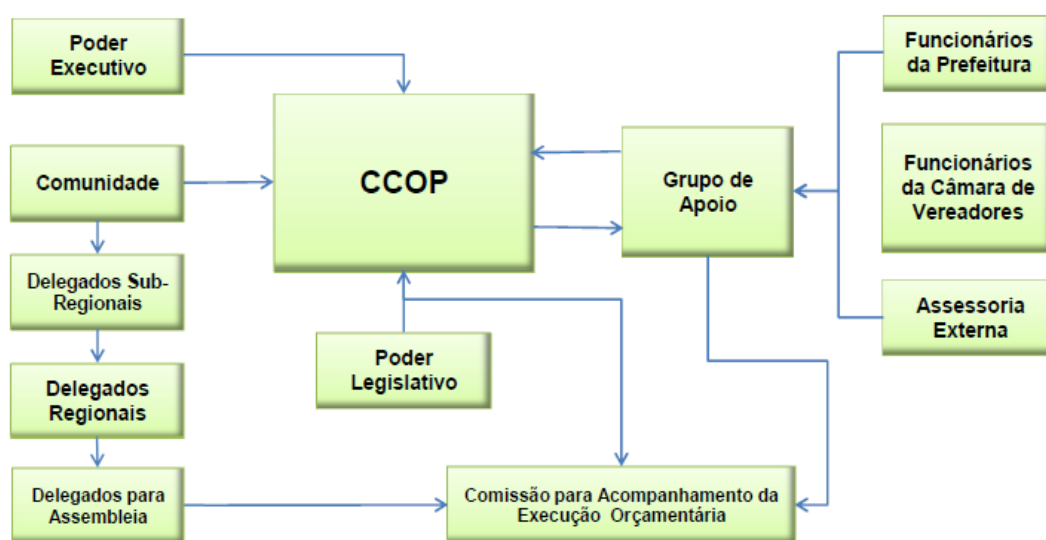 Poder
Executivo
Funcionários
da Prefeitura
Comunidade
CCOP
Grupo de
Apoio
Funcionários
da Câmara de
Vereadores
Delegados Sub-
Regionais
Assessoria
Externa
Poder
Legislativo
Delegados
Regionais
Delegados para
Assembleia
Comissão para Acompanhamento da
Execução Orçamentária